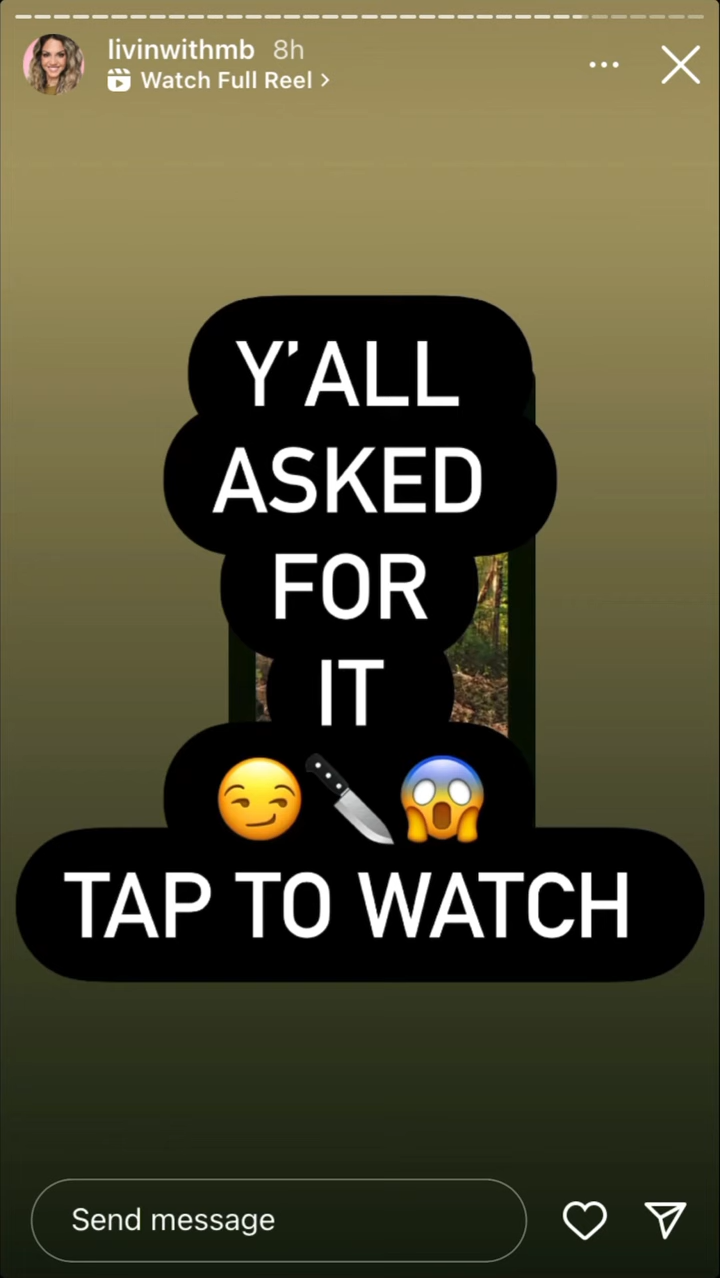 livinwithmb 8h
Watch Full Reel >
Y'ALL
ASKED
FOR
IT
😏🔪😱
TAP TO WATCH
Send message